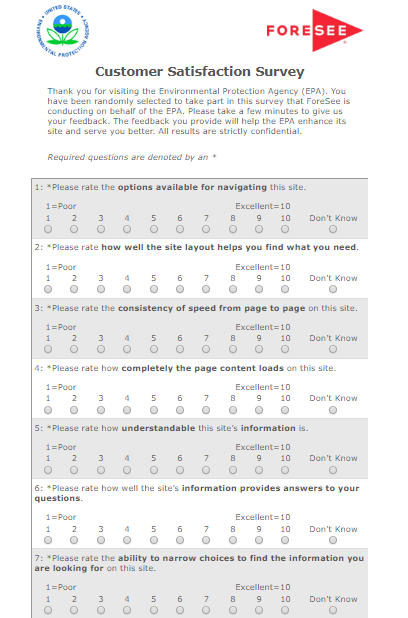 UNITED STATES
ENVIRONMENTAL PROTECTION AGENCY
FORESEE
Customer Satisfaction Survey
Thank you for visiting the Environmental Protection Agency (EPA). You
have been randomly selected to take part in this survey that ForeSee is
conducting on behalf of the EPA. Please take a few minutes to give us
your feedback. The feedback you provide will help the EPA enhance its
site and serve you better. All results are strictly confidential.
Required questions are denoted by an *
1: *Please rate the options available for navigating this site.
1=Poor Excellent=10
1 2 3 4 5 6 7 8 9 10 Don't Know
2: *Please rate how well the site layout helps you find what you need.
1=Poor Excellent=10
1 2 3 4 5 6 7 8 9 10 Don't Know
3: *Please rate the consistency of speed from page to page on this site.
1=Poor Excellent=10
1 2 3 4 5 6 7 8 9 10 Don't Know
4: *Please rate how completely the page content loads on this site.
1=Poor Excellent=10
1 2 3 4 5 6 7 8 9 10 Don't Know
5: *Please rate how understandable this site's information is.
1=Poor Excellent=10
1 2 3 4 5 6 7 8 9 10 Don't Know
6: *Please rate how well the site's information provides answers to your
questions.
1=Poor Excellent=10
1 2 3 4 5 6 7 8 9 10 Don't Know
7: *Please rate the ability to narrow choices to find the information you
are looking for on this site.
1=Poor Excellent=10
1 2 3 4 5 6 7 8 9 10 Don't Know